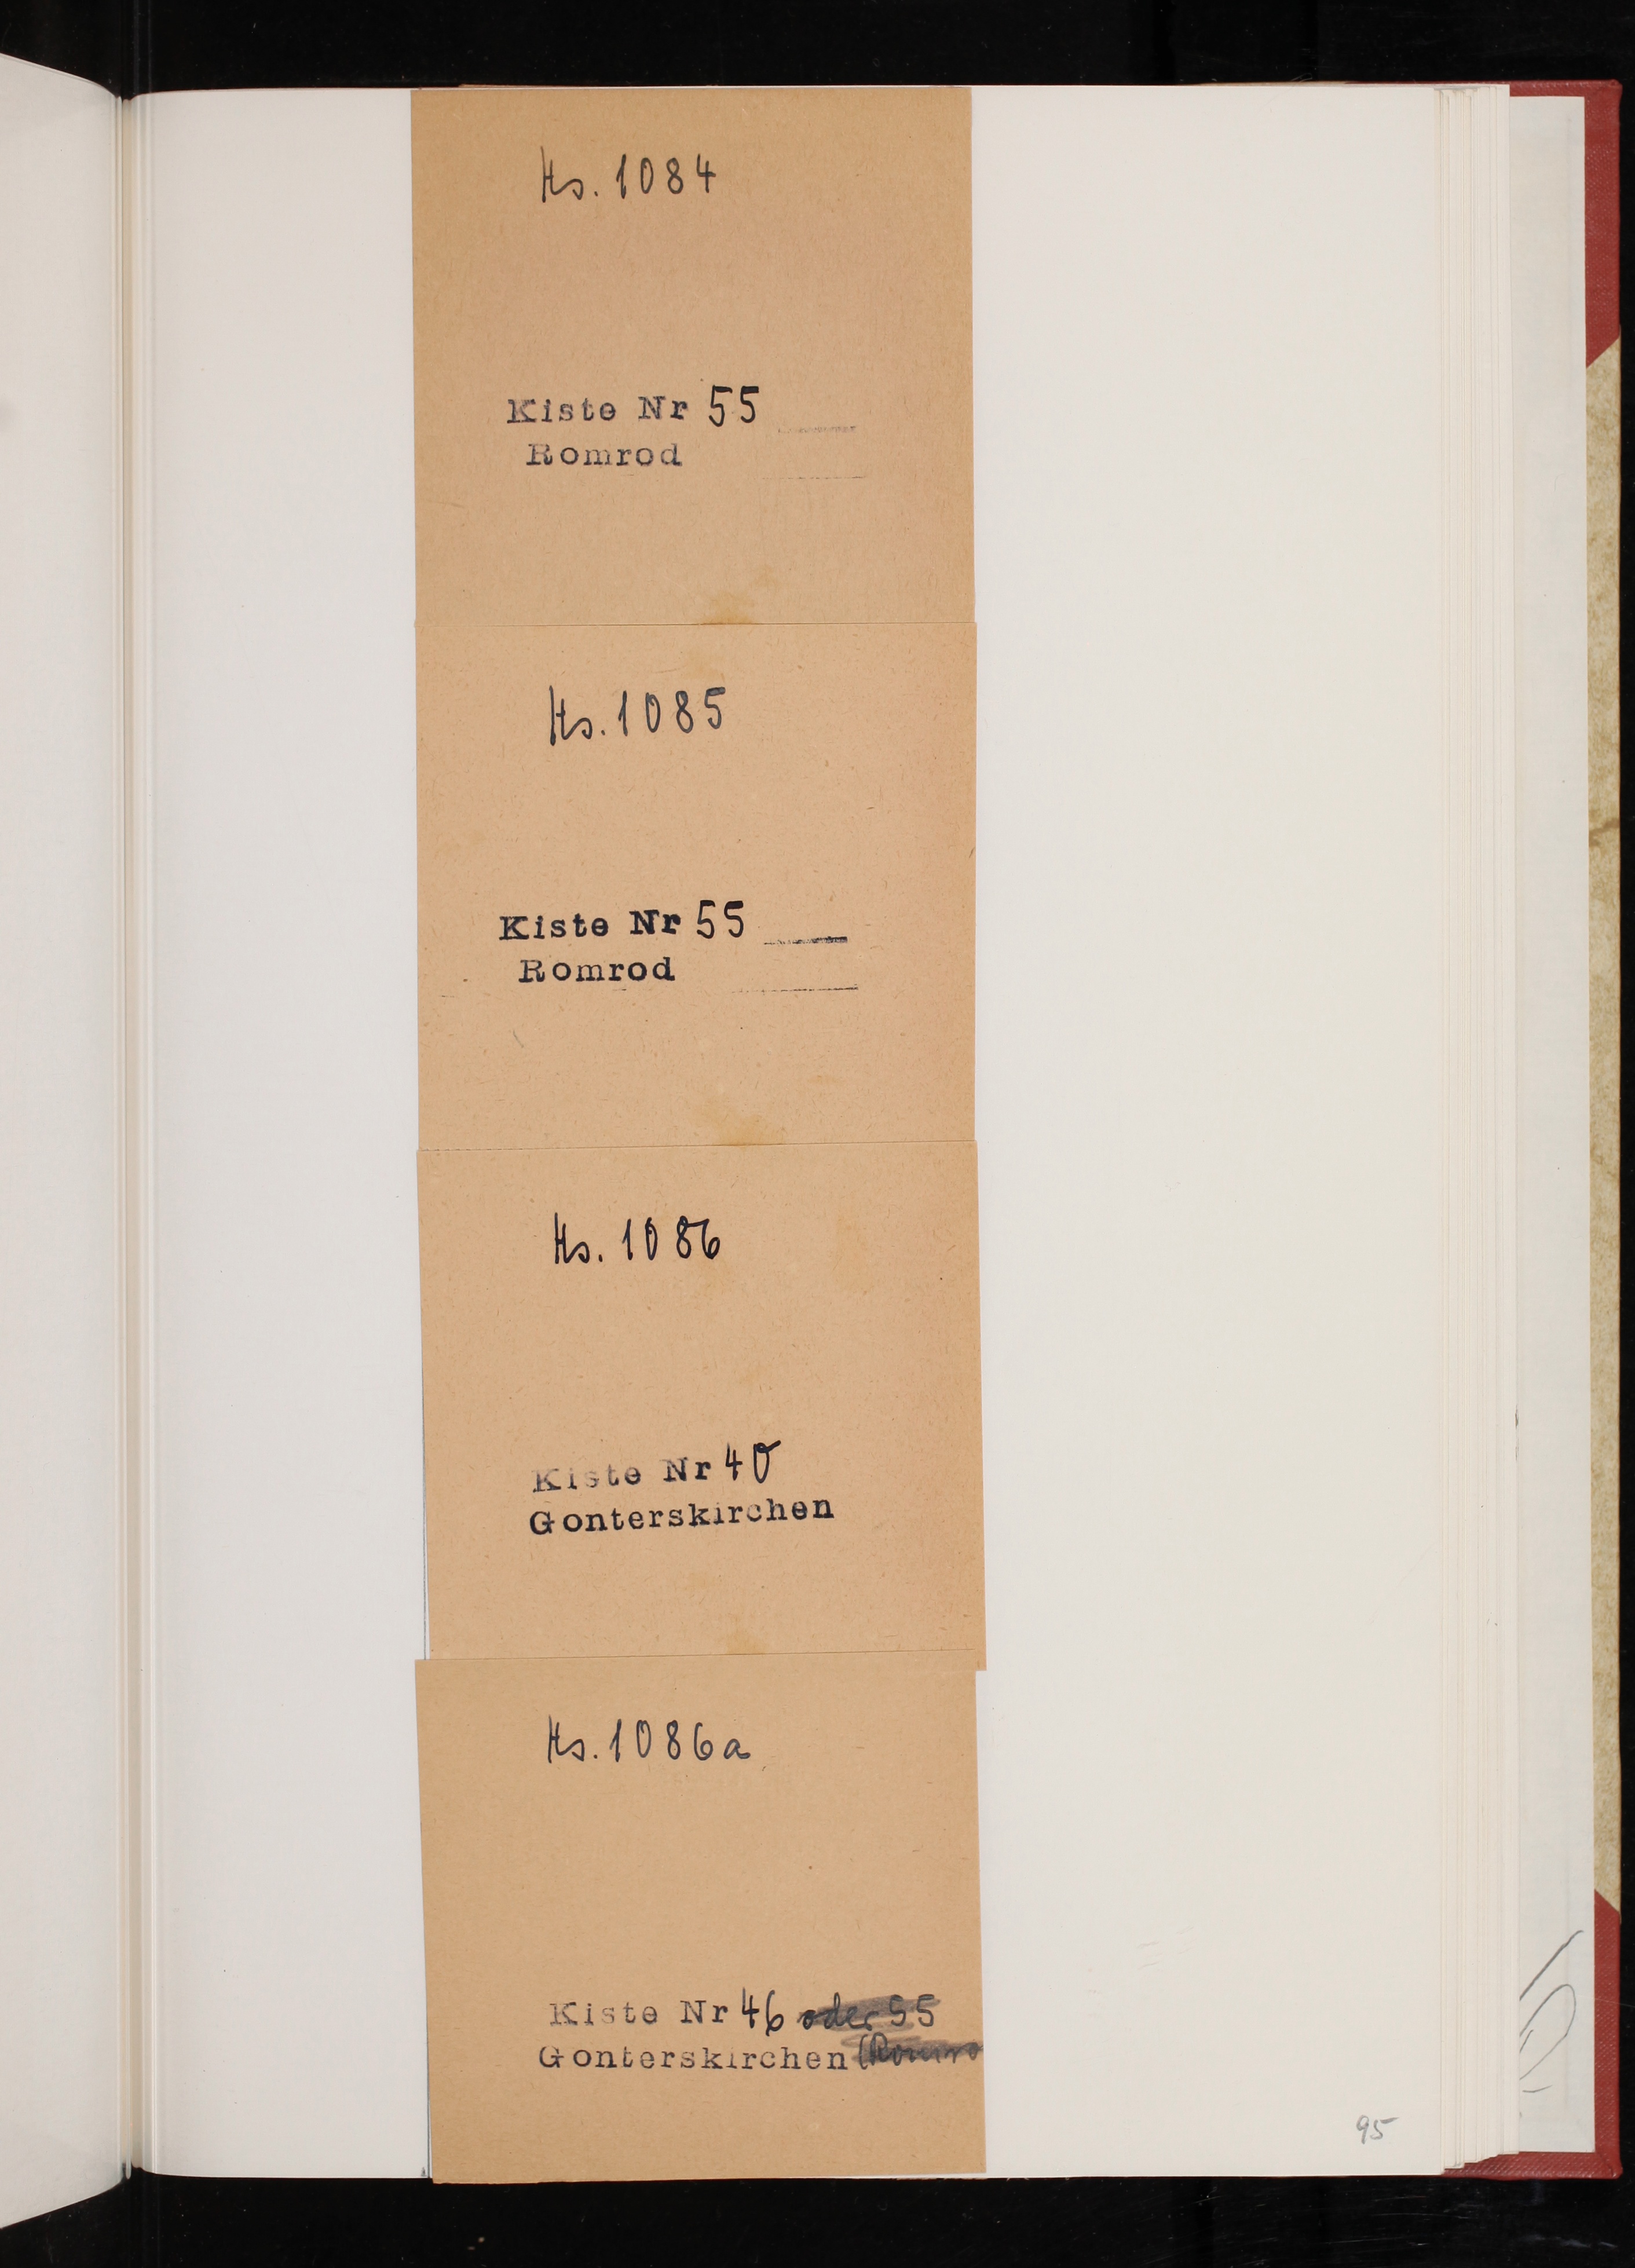 Hs. 1084
Kiste Nr 55
Romrod
Hs. 1085
Kiste Nr 55
Romrod
Hs. 1086
Kiste Nr 40
Gonterskirchen
Hs. 1086a
Kiste Nr 46 oder 55
Gonterskirchen (Romro
95